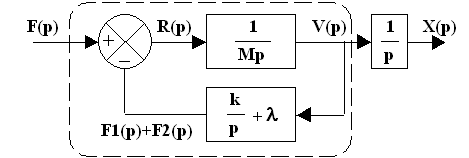 F(p)
+
−
R(p)
1
Mp
V(p)
1
p
X(p)
k
p
+ λ
F1(p)+F2(p)